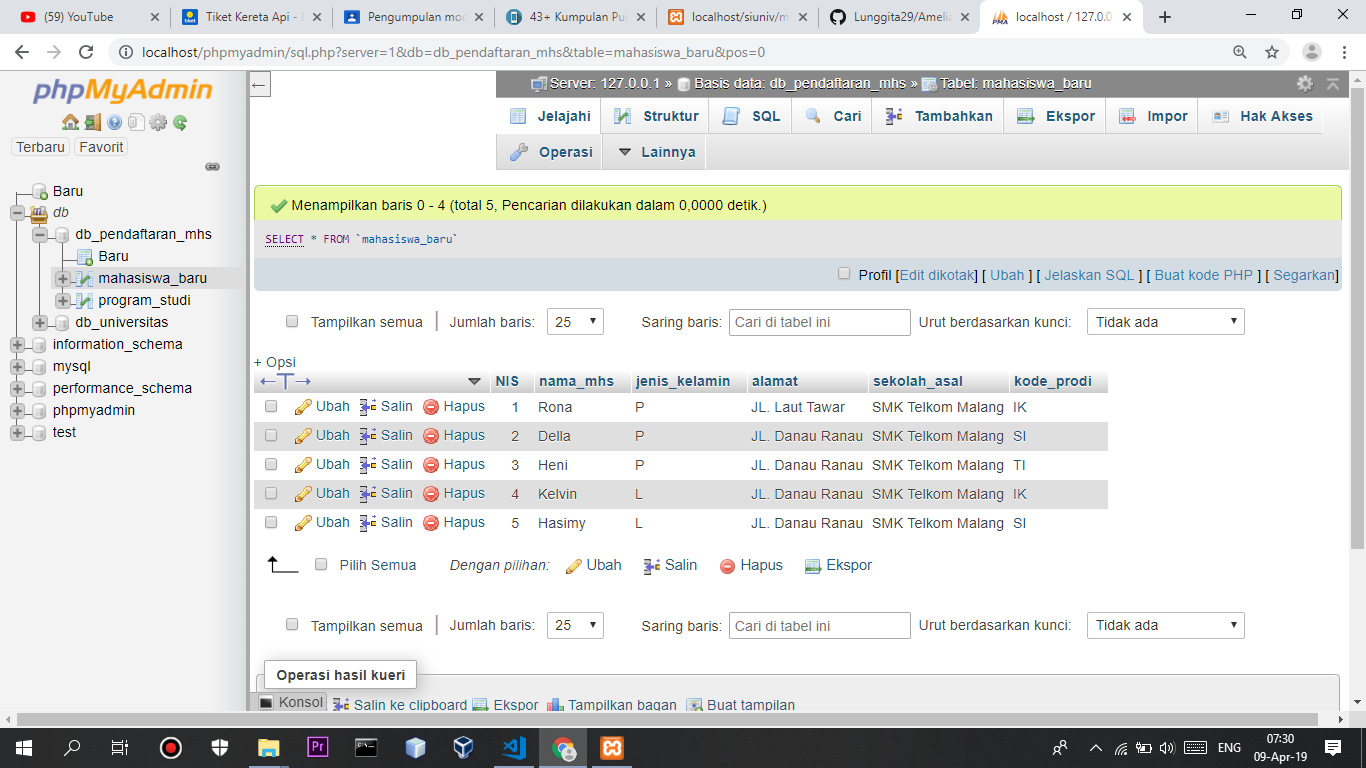 (59) YouTube
Tiket Kereta Api -
Pengumpulan mod
43+ Kumpulan Pui
localhost/siuniv/m
Lunggita29/Amelia
localhost / 127.0.0
localhost/phpmyadmin/sql.php?server=1&db=db_pendaftaran_mhs&table=mahasiswa_baru&pos=0
phpMyAdmin
Terbaru Favorit
Baru
db
db_pendaftaran_mhs
Baru
mahasiswa_baru
program_studi
db_universitas
information_schema
mysql
performance_schema
phpmyadmin
test
Server: 127.0.0.1 » Basis data: db_pendaftaran_mhs » Tabel: mahasiswa_baru
Jelajahi Struktur SQL Cari Tambahkan Ekspor Impor Hak Akses
Operasi Lainnya
Menampilkan baris 0 - 4 (total 5, Pencarian dilakukan dalam 0,0000 detik.)
SELECT * FROM `mahasiswa_baru`
Profil [Edit dikotak] [ Ubah ] [ Jelaskan SQL ] [ Buat kode PHP ] [ Segarkan]
Tampilkan semua | Jumlah baris: 25 Saring baris: Cari di tabel ini Urut berdasarkan kunci: Tidak ada
+ Opsi
←T→ NIS nama_mhs jenis_kelamin alamat sekolah_asal kode_prodi
Ubah Salin Hapus 1 Rona P JL. Laut Tawar SMK Telkom Malang IK
Ubah Salin Hapus 2 Della P JL. Danau Ranau SMK Telkom Malang SI
Ubah Salin Hapus 3 Heni P JL. Danau Ranau SMK Telkom Malang TI
Ubah Salin Hapus 4 Kelvin L JL. Danau Ranau SMK Telkom Malang IK
Ubah Salin Hapus 5 Hasimy L JL. Danau Ranau SMK Telkom Malang SI
Pilih Semua Dengan pilihan: Ubah Salin Hapus Ekspor
Tampilkan semua | Jumlah baris: 25 Saring baris: Cari di tabel ini Urut berdasarkan kunci: Tidak ada
Operasi hasil kueri
Konsol Salin ke clipboard Ekspor Tampilkan bagan Buat tampilan
ENG
07:30
09-Apr-19